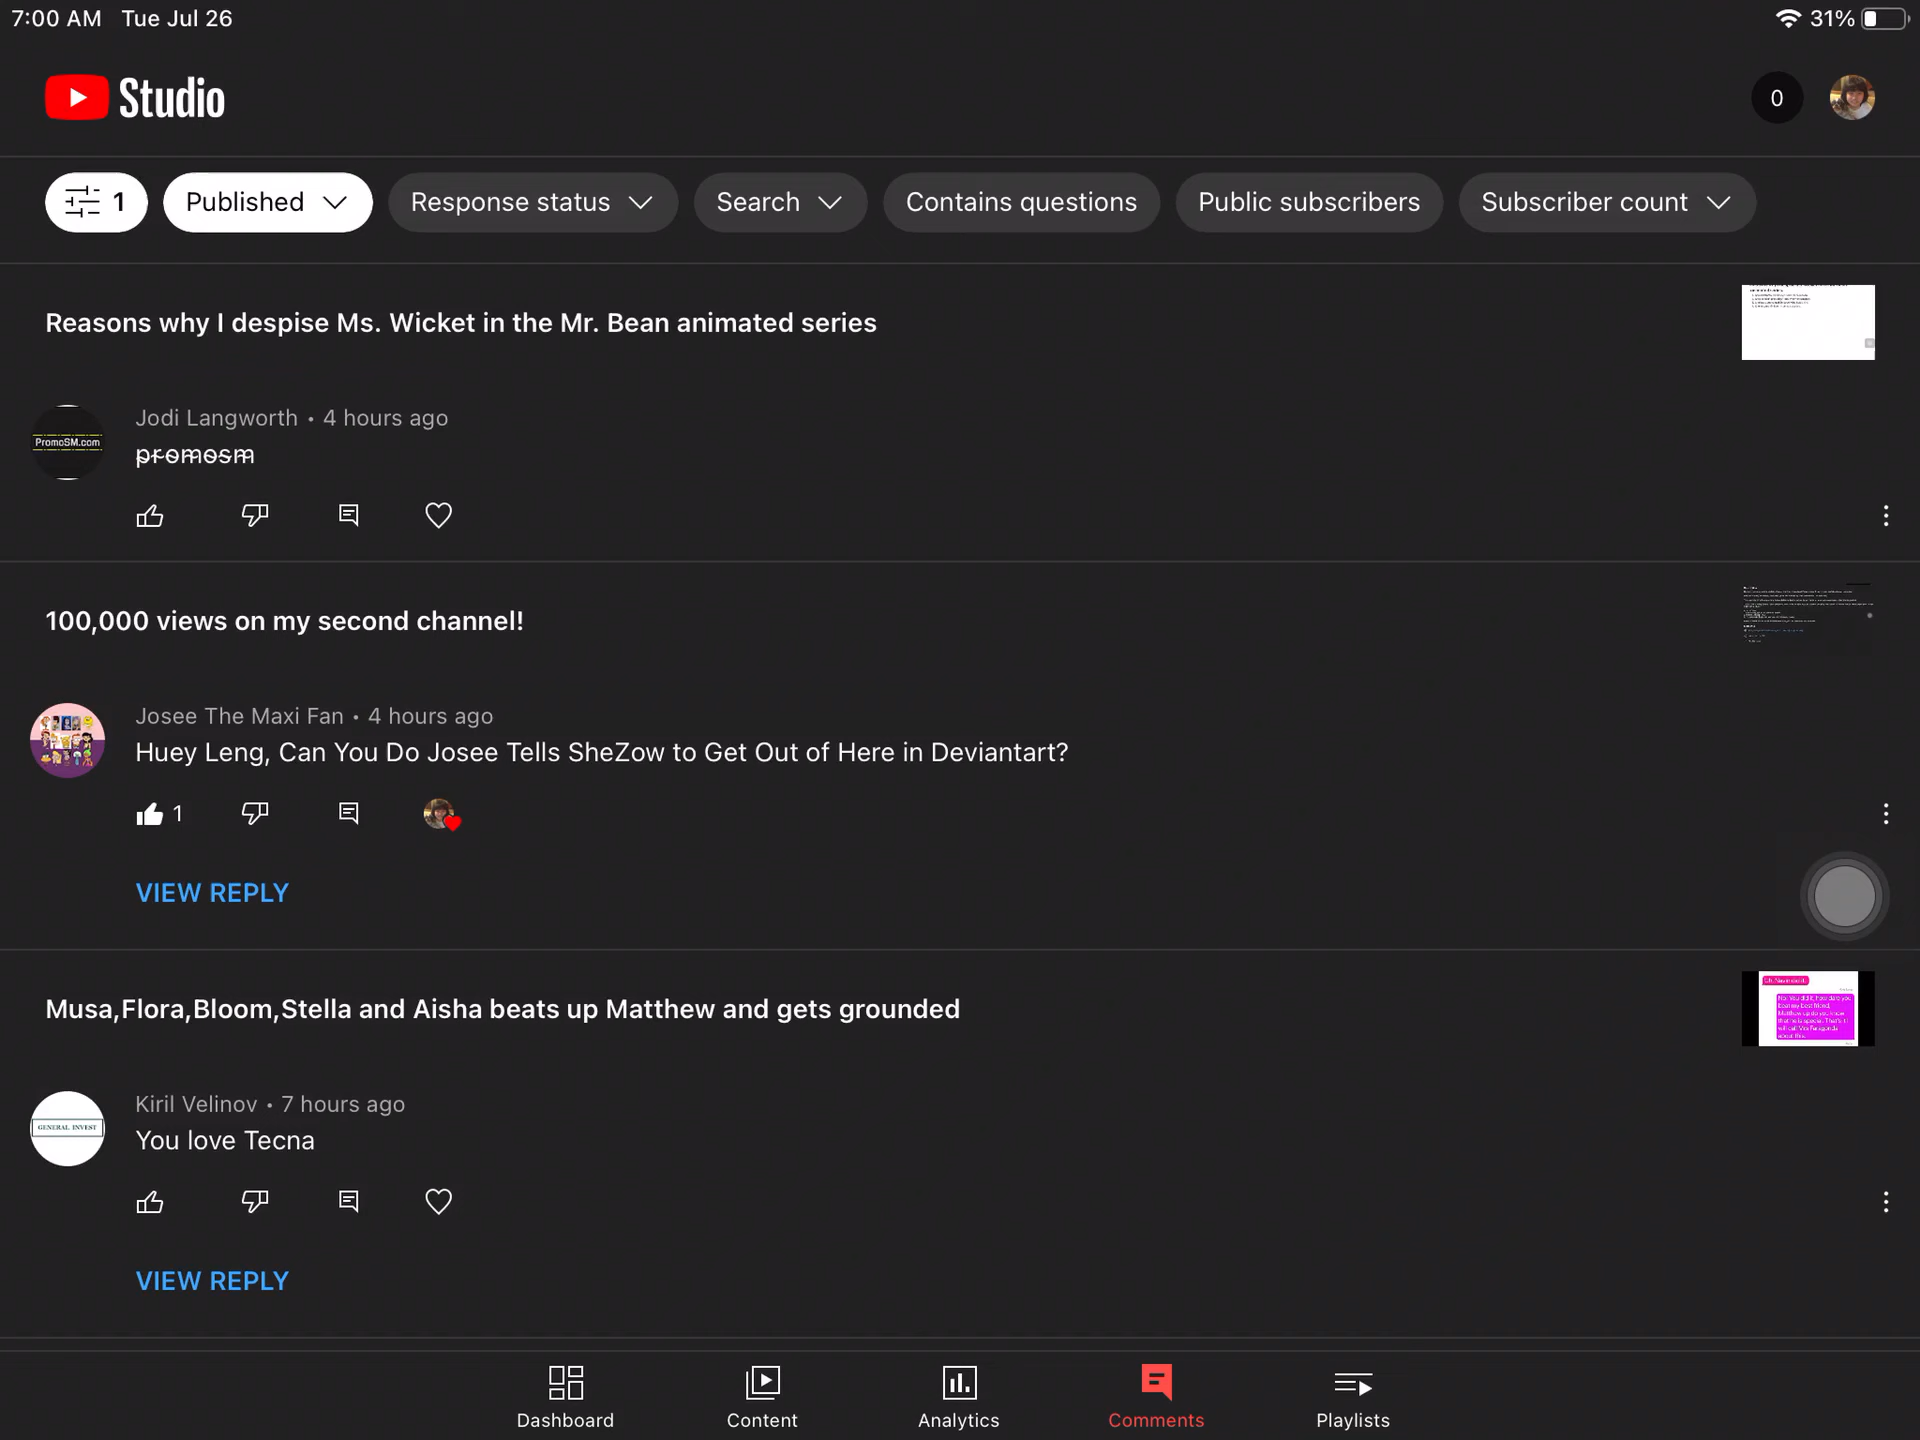 7:00 AM Tue Jul 26 31%
Studio 0
1 Published Response status Search Contains questions Public subscribers Subscriber count
Reasons why I despise Ms. Wicket in the Mr. Bean animated series
Jodi Langworth • 4 hours ago
PromoSM.com
promosm
100,000 views on my second channel!
Josee The Maxi Fan • 4 hours ago
Huey Leng, Can You Do Josee Tells SheZow to Get Out of Here in Deviantart?
1
VIEW REPLY
Musa,Flora,Bloom,Stella and Aisha beats up Matthew and gets grounded
Kiril Velinov • 7 hours ago
GENERAL INVEST
You love Tecna
VIEW REPLY
Dashboard Content Analytics Comments Playlists